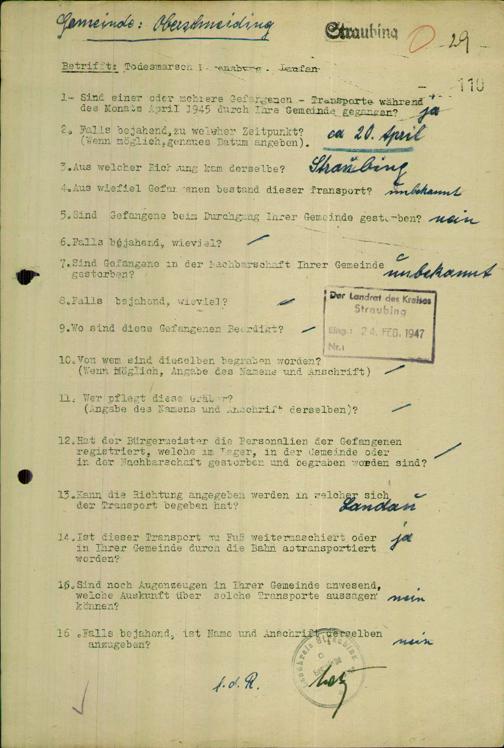 Gemeinde: Oberschneiding
Straubing
29
110
Betrifft: Todesmarsch Regensburg - Laufen
1- Sind einer oder mehrere Gefangenen - Transporte während
des Monats April 1945 durch Ihre Gemeinde gegangen? ja
2. Falls bejahend, zu welcher Zeitpunkt? ca 20. April
(Wenn möglich, genaues Datum angeben).
3. Aus welcher Richtung kam derselbe? Straubing
4. Aus wiefiel Gefangenen bestand dieser Transport? unbekannt
5. Sind Gefangene beim Durchgang Ihrer Gemeinde gestorben? nein
6. Falls bejahend, wieviel? –
7. Sind Gefangene in der Nachbarschaft Ihrer Gemeinde unbekannt
gestorben?
8. Falls bejahend, wieviel? –
9. Wo sind diese Gefangenen Beerdigt? –
Der Landrat des Kreises
Straubing
Eing.: 24. FEB. 1947
Nr.:
10. Von wem sind dieselben begraben worden?
(Wenn Möglich, Angabe des Namens und Anschrift) –
11. Wer pflegt diese Gräber?
(Angabe des Namens und Anschrift derselben)? –
12. Hat der Bürgermeister die Personalien der Gefangenen
registriert, welche im Lager, in der Gemeinde oder
in der Nachbarschaft gestorben und begraben worden sind? –
13. Kann die Richtung angegeben werden in welcher sich
der Transport begeben hat? Landau
14. Ist dieser Transport zu Fuß weitermaschiert oder ja
in Ihrer Gemeinde durch die Bahn abtransportiert
worden?
15. Sind noch Augenzeugen in Ihrer Gemeinde anwesend,
welche Auskunft über solche Transporte aussagen nein
können?
16. Falls bejahend, ist Name und Anschrift derselben nein
anzugeben?
Landkreis Straubing
f. d. R.